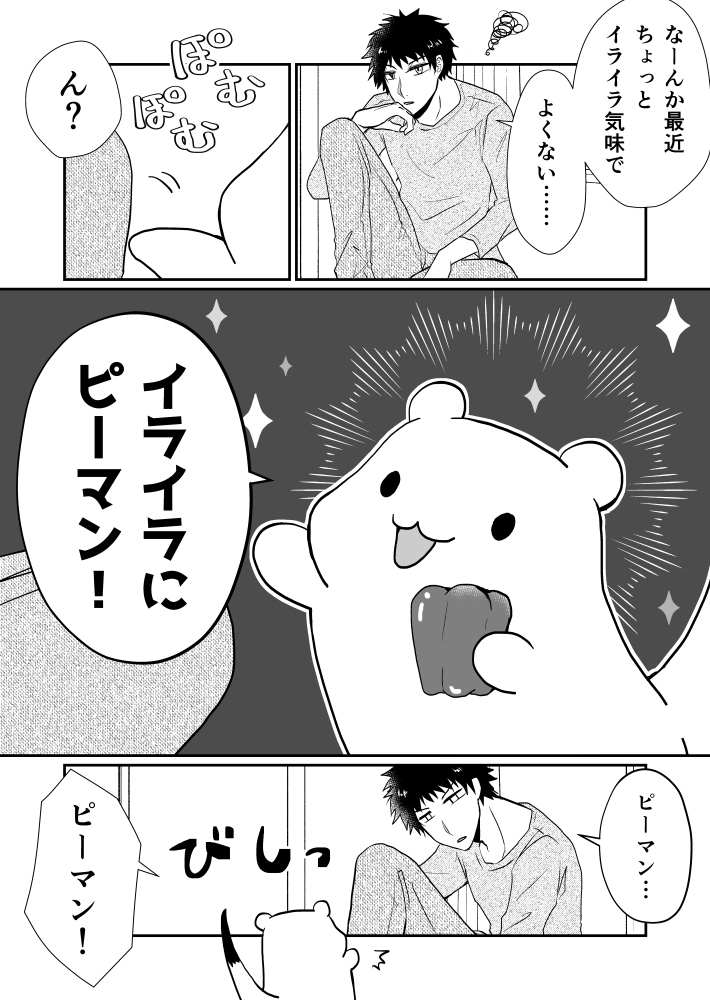 なーんか最近
ちょっと
イライラ気味で
よくない……
ぽむ
ぽむ
ん？
イライラに
ピーマン！
ピーマン…
びしっ
ピーマン！